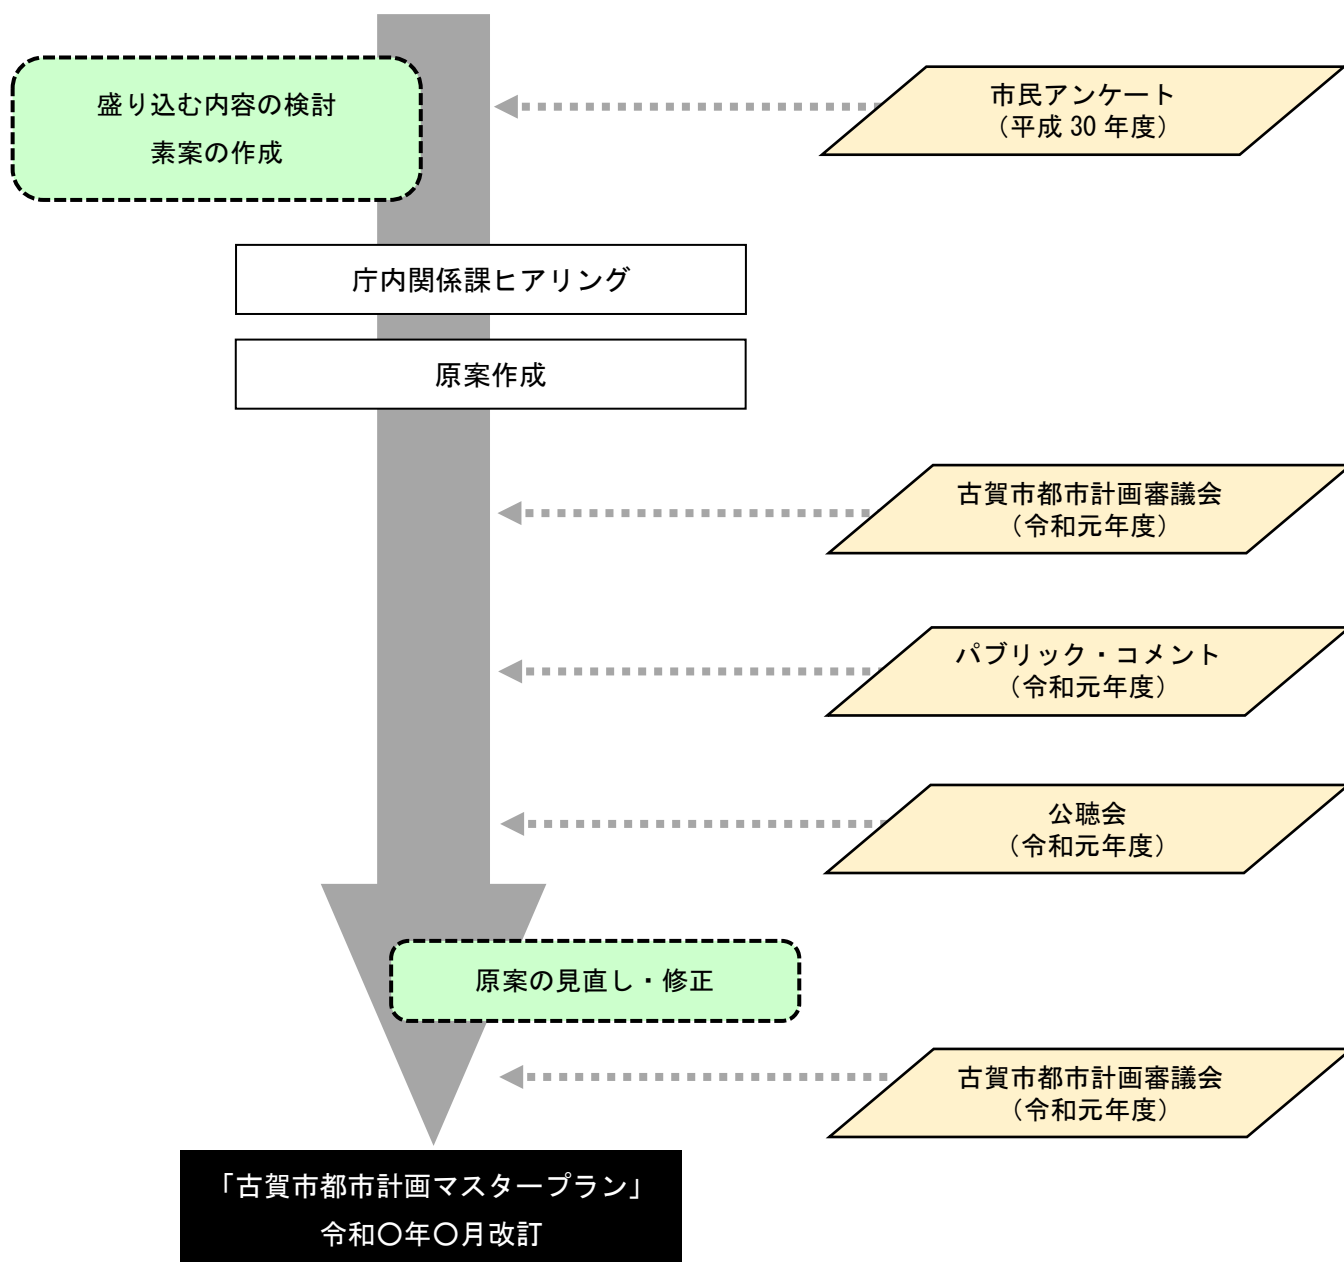 盛り込む内容の検討
素案の作成
市民アンケート
（平成 30 年度）
庁内関係課ヒアリング
原案作成
古賀市都市計画審議会
（令和元年度）
パブリック・コメント
（令和元年度）
公聴会
（令和元年度）
原案の見直し・修正
古賀市都市計画審議会
（令和元年度）
「古賀市都市計画マスタープラン」
令和〇年〇月改訂